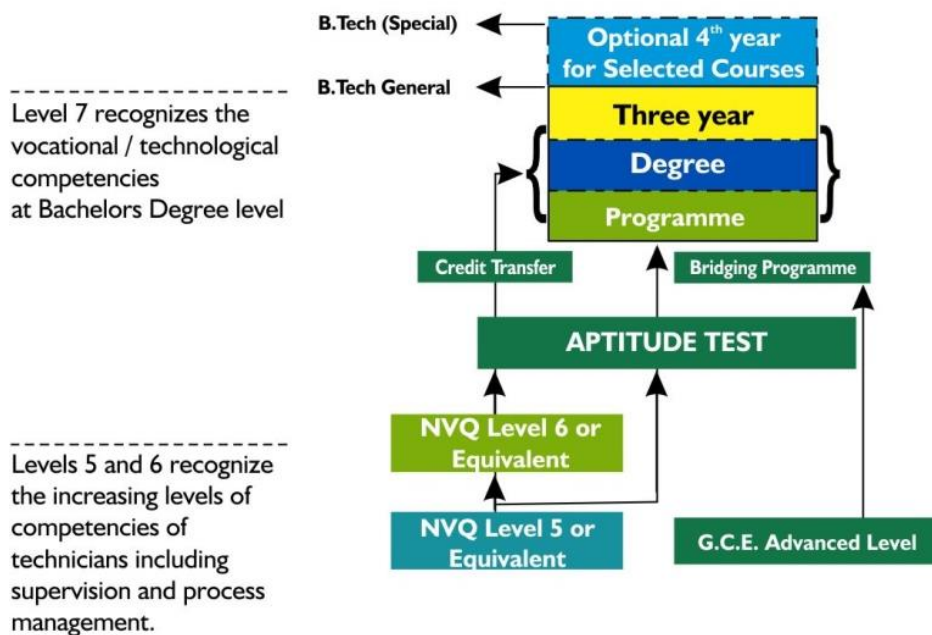 B.Tech (Special)
Optional 4th year
for Selected Courses
B.Tech General
Level 7 recognizes the
vocational / technological
competencies
at Bachelors Degree level
Three year
Degree
Programme
Credit Transfer
Bridging Programme
APTITUDE TEST
NVQ Level 6 or
Equivalent
Levels 5 and 6 recognize
the increasing levels of
competencies of
technicians including
supervision and process
management.
NVQ Level 5 or
Equivalent
G.C.E. Advanced Level